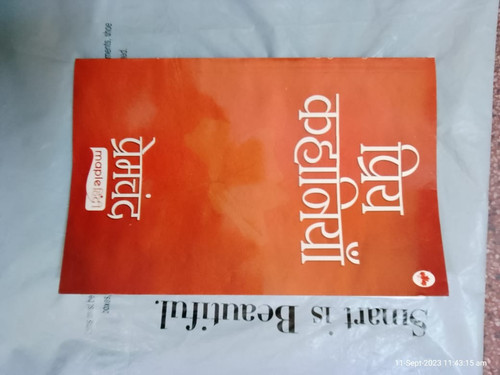 प्रिय
कहानियाँ
प्रेमचंद
maple हिंदी
Smart is Beautiful.
11-Sept-2023 11:43:15 am